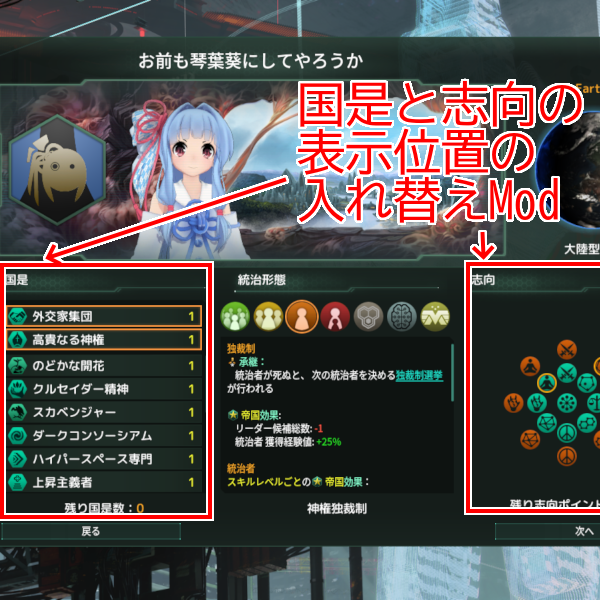 お前も琴葉葵にしてやろうか
Eart
国是と志向の
表示位置の
入れ替えMod
大陸型
国是
外交家集団 1
高貴なる神権 1
のどかな開花 1
クルセイダー精神 1
スカベンジャー 1
ダークコンソーシアム 1
ハイパースペース専門 1
上昇主義者 1
残り国是数：0
戻る
統治形態
独裁制
承継：
統治者が死ぬと、次の統治者を決める独裁制選挙
が行われる
帝国効果:
リーダー候補総数: -1
統治者 獲得経験値: +25%
統治者
スキルレベルごとの 帝国効果：
神権独裁制
志向
残り志向ポイント
次へ